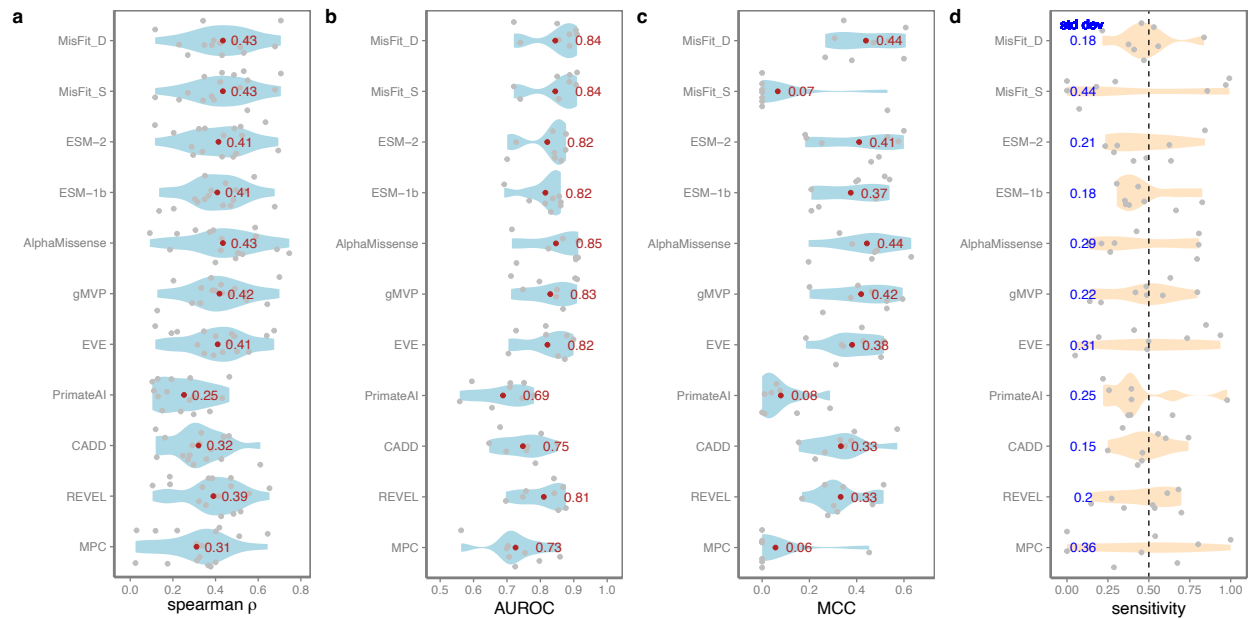 a
MisFit_D
MisFit_S
ESM−2
ESM−1b
AlphaMissense
gMVP
EVE
PrimateAI
CADD
REVEL
MPC
0.43
0.43
0.41
0.41
0.43
0.42
0.41
0.25
0.32
0.39
0.31
0.0 0.2 0.4 0.6 0.8
spearman ρ
b
MisFit_D
MisFit_S
ESM−2
ESM−1b
AlphaMissense
gMVP
EVE
PrimateAI
CADD
REVEL
MPC
0.84
0.84
0.82
0.82
0.85
0.83
0.82
0.69
0.75
0.81
0.73
0.5 0.6 0.7 0.8 0.9 1.0
AUROC
c
MisFit_D
MisFit_S
ESM−2
ESM−1b
AlphaMissense
gMVP
EVE
PrimateAI
CADD
REVEL
MPC
0.44
0.07
0.41
0.37
0.44
0.42
0.38
0.08
0.33
0.33
0.06
0.0 0.2 0.4 0.6
MCC
d
MisFit_D
MisFit_S
ESM−2
ESM−1b
AlphaMissense
gMVP
EVE
PrimateAI
CADD
REVEL
MPC
std dev
0.18
0.44
0.21
0.18
0.29
0.22
0.31
0.25
0.15
0.2
0.36
0.00 0.25 0.50 0.75 1.00
sensitivity